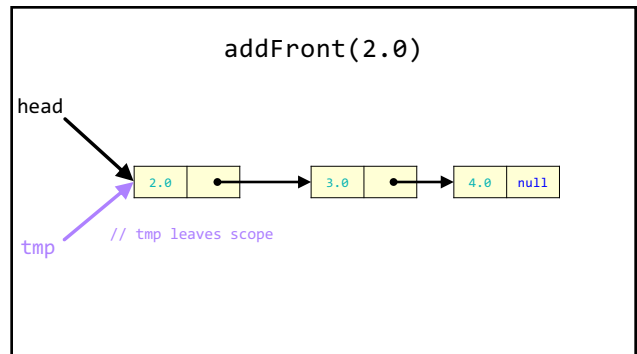 addFront(2.0)
head
2.0 3.0 4.0 null
tmp // tmp leaves scope